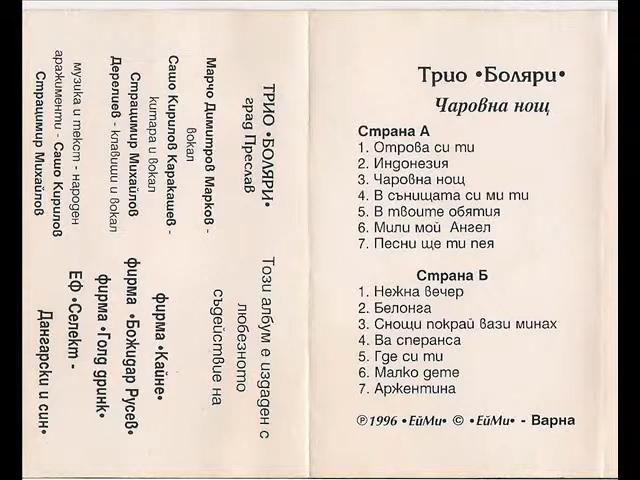 ТРИО •БОЛЯРИ•
град Преслав
Марчо Димитров Марков -
вокал
Сашо Кирилов Каракашев -
китара и вокал
Страцимир Михайлов
Дерелиев - клавиши и вокал
музика и текст - народен
аражименти - Сашо Кирилов
Страцимир Михайлов
Този албум е издаден с
любезното
съдействие на
фирма •Кайне•
фирма •Божидар Русев•
фирма •Голд дринк•
ЕФ •Селект -
Дангарски и син•
Трио •Боляри•
Чаровна нощ
Страна А
1. Отрова си ти
2. Индонезия
3. Чаровна нощ
4. В сънищата си ми ти
5. В твоите обятия
6. Мили мой Ангел
7. Песни ще ти пея
Страна Б
1. Нежна вечер
2. Белонга
3. Снощи покрай вази минах
4. Ва сперанса
5. Где си ти
6. Малко дете
7. Аржентина
℗1996 •ЕйМи• © •ЕйМи• - Варна